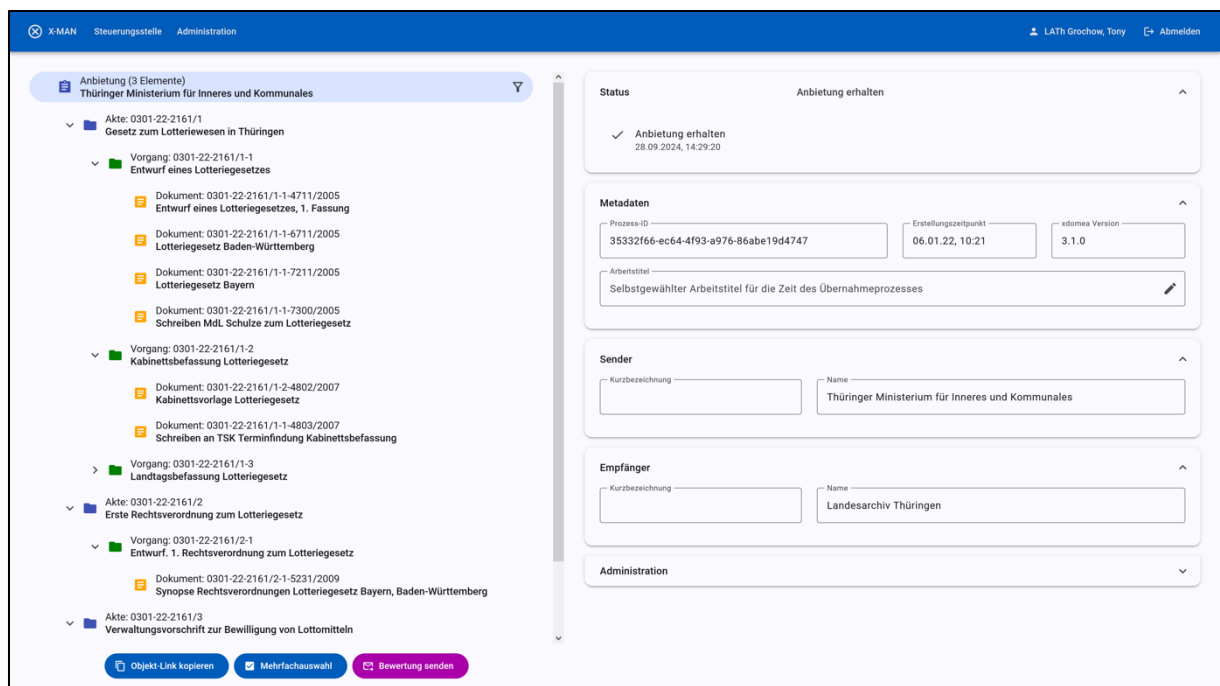 X-MAN Steuerungsstelle Administration LATh Grochow, Tony Abmelden
Anbietung (3 Elemente)
Thüringer Ministerium für Inneres und Kommunales
Akte: 0301-22-2161/1
Gesetz zum Lotteriewesen in Thüringen
Vorgang: 0301-22-2161/1-1
Entwurf eines Lotteriegesetzes
Dokument: 0301-22-2161/1-1-4711/2005
Entwurf eines Lotteriegesetzes, 1. Fassung
Dokument: 0301-22-2161/1-1-6711/2005
Lotteriegesetz Baden-Württemberg
Dokument: 0301-22-2161/1-1-7211/2005
Lotteriegesetz Bayern
Dokument: 0301-22-2161/1-1-7300/2005
Schreiben MdL Schulze zum Lotteriegesetz
Vorgang: 0301-22-2161/1-2
Kabinettsbefassung Lotteriegesetz
Dokument: 0301-22-2161/1-2-4802/2007
Kabinettsvorlage Lotteriegesetz
Dokument: 0301-22-2161/1-1-4803/2007
Schreiben an TSK Terminfindung Kabinettsbefassung
Vorgang: 0301-22-2161/1-3
Landtagsbefassung Lotteriegesetz
Akte: 0301-22-2161/2
Erste Rechtsverordnung zum Lotteriegesetz
Vorgang: 0301-22-2161/2-1
Entwurf. 1. Rechtsverordnung zum Lotteriegesetz
Dokument: 0301-22-2161/2-1-5231/2009
Synopse Rechtsverordnungen Lotteriegesetz Bayern, Baden-Württemberg
Akte: 0301-22-2161/3
Verwaltungsvorschrift zur Bewilligung von Lottomitteln
Objekt-Link kopieren Mehrfachauswahl Bewertung senden
Status Anbietung erhalten
Anbietung erhalten
28.09.2024, 14:29:20
Metadaten
Prozess-ID Erstellungszeitpunkt xdomea Version
35332f66-ec64-4f93-a976-86abe19d4747 06.01.22, 10:21 3.1.0
Arbeitstitel
Selbstgewählter Arbeitstitel für die Zeit des Übernahmeprozesses
Sender
Kurzbezeichnung Name
Thüringer Ministerium für Inneres und Kommunales
Empfänger
Kurzbezeichnung Name
Landesarchiv Thüringen
Administration